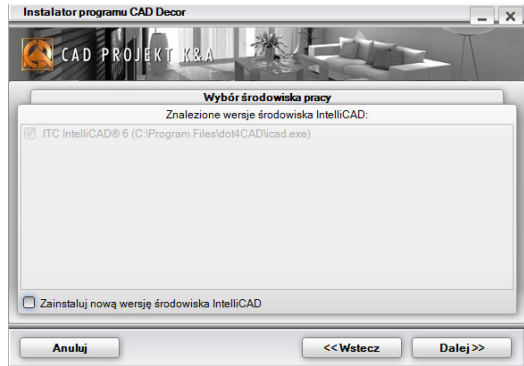 Instalator programu CAD Decor
CAD PROJEKT K&A
Wybór środowiska pracy
Znalezione wersje środowiska IntelliCAD:
ITC IntelliCAD® 6 (C:\Program Files\dot4CAD\icad.exe)
Zainstaluj nową wersję środowiska IntelliCAD
Anuluj
<<Wstecz
Dalej>>